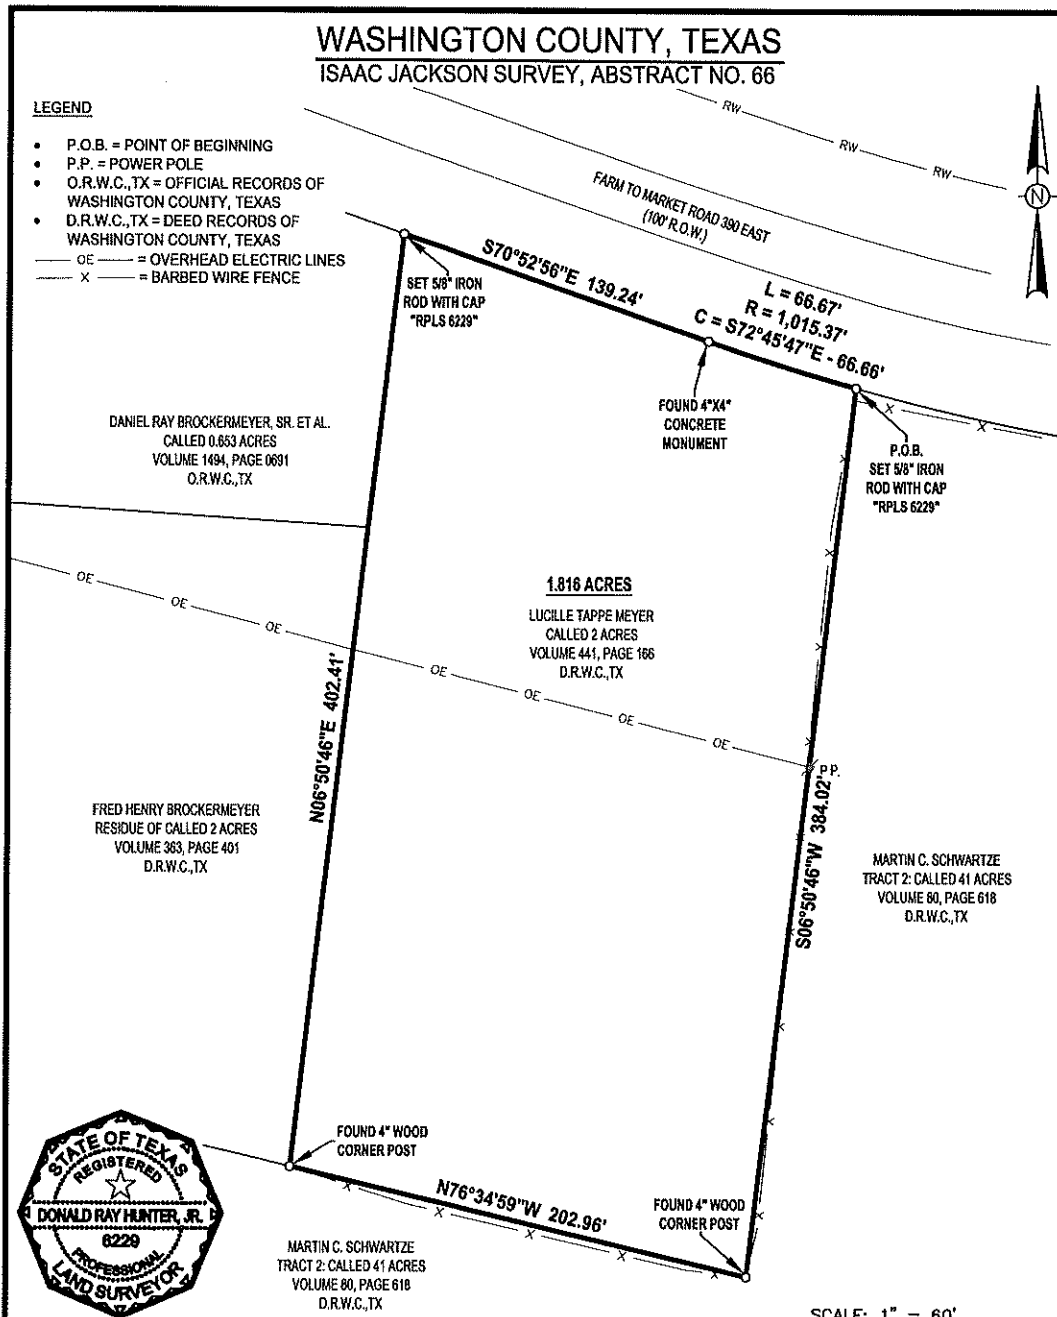 WASHINGTON COUNTY, TEXAS
ISAAC JACKSON SURVEY, ABSTRACT NO. 66
LEGEND
• P.O.B. = POINT OF BEGINNING
• P.P. = POWER POLE
• O.R.W.C.,TX = OFFICIAL RECORDS OF
WASHINGTON COUNTY, TEXAS
• D.R.W.C.,TX = DEED RECORDS OF
WASHINGTON COUNTY, TEXAS
OE = OVERHEAD ELECTRIC LINES
X = BARBED WIRE FENCE
RW
RW
RW
N
FARM TO MARKET ROAD 390 EAST
(100' R.O.W.)
S70°52'56"E 139.24'
L = 66.67'
R = 1,015.37'
C = S72°45'47"E - 66.66'
SET 5/8" IRON
ROD WITH CAP
"RPLS 6229"
FOUND 4"X4"
CONCRETE
MONUMENT
X
X
P.O.B.
SET 5/8" IRON
ROD WITH CAP
"RPLS 6229"
DANIEL RAY BROCKERMEYER, SR. ET AL.
CALLED 0.653 ACRES
VOLUME 1494, PAGE 0691
O.R.W.C.,TX
1.816 ACRES
LUCILLE TAPPE MEYER
CALLED 2 ACRES
VOLUME 441, PAGE 166
D.R.W.C.,TX
OE
OE
OE
OE
OE
OE
OE
P.P.
N06°50'46"E 402.41'
S06°50'46"W 384.02'
FRED HENRY BROCKERMEYER
RESIDUE OF CALLED 2 ACRES
VOLUME 363, PAGE 401
D.R.W.C.,TX
MARTIN C. SCHWARTZE
TRACT 2: CALLED 41 ACRES
VOLUME 80, PAGE 618
D.R.W.C.,TX
FOUND 4" WOOD
CORNER POST
N76°34'59"W 202.96'
FOUND 4" WOOD
CORNER POST
X
X
X
X
X
STATE OF TEXAS
REGISTERED
DONALD RAY HUNTER, JR.
6229
PROFESSIONAL
LAND SURVEYOR
MARTIN C. SCHWARTZE
TRACT 2: CALLED 41 ACRES
VOLUME 80, PAGE 618
D.R.W.C.,TX
SCALE: 1" = 60'